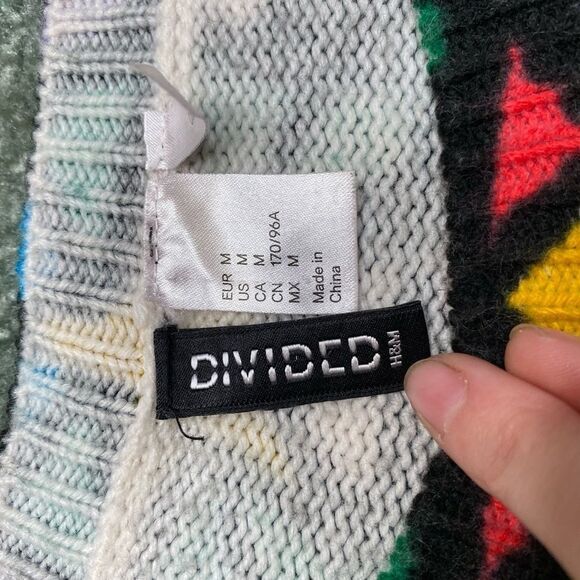 EUR M
US M
CA M
CN 170/96A
MX M
Made in
China
DIVIDED
H&M